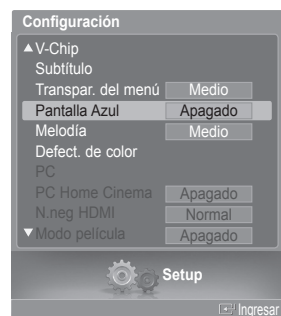 Configuración
▲V-Chip
Subtítulo
Transpar. del menú Medio
Pantalla Azul Apagado
Melodía Medio
Defect. de color
PC
PC Home Cinema Apagado
N.neg HDMI Normal
▼Modo película Apagado
Setup
Ingresar